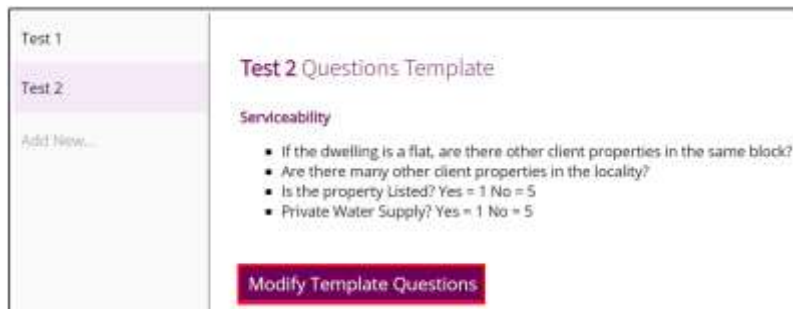 Test 1
Test 2
Add New...
Test 2 Questions Template
Serviceability
▪ If the dwelling is a flat, are there other client properties in the same block?
▪ Are there many other client properties in the locality?
▪ Is the property Listed? Yes = 1 No = 5
▪ Private Water Supply? Yes = 1 No = 5
Modify Template Questions